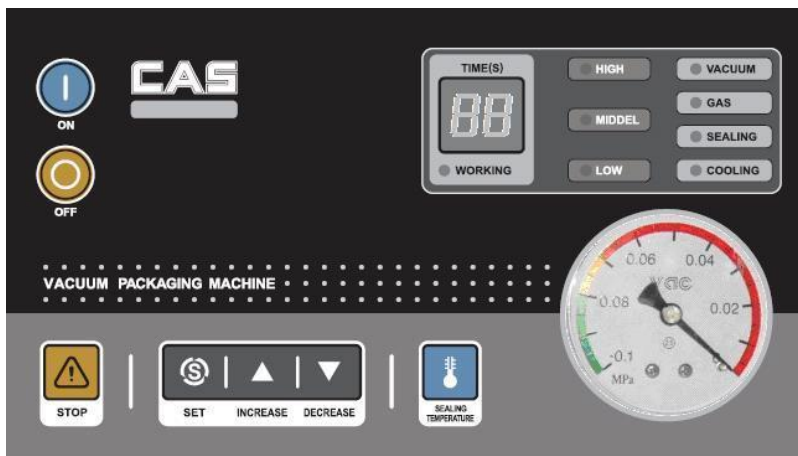 CAS
ON
OFF
TIME(S)
88
WORKING
HIGH
MIDDEL
LOW
VACUUM
GAS
SEALING
COOLING
VACUUM PACKAGING MACHINE
0.06
0.04
vac
0.08
0.02
-0.1
MPa
STOP
S
SET
INCREASE
DECREASE
SEALING
TEMPERATURE